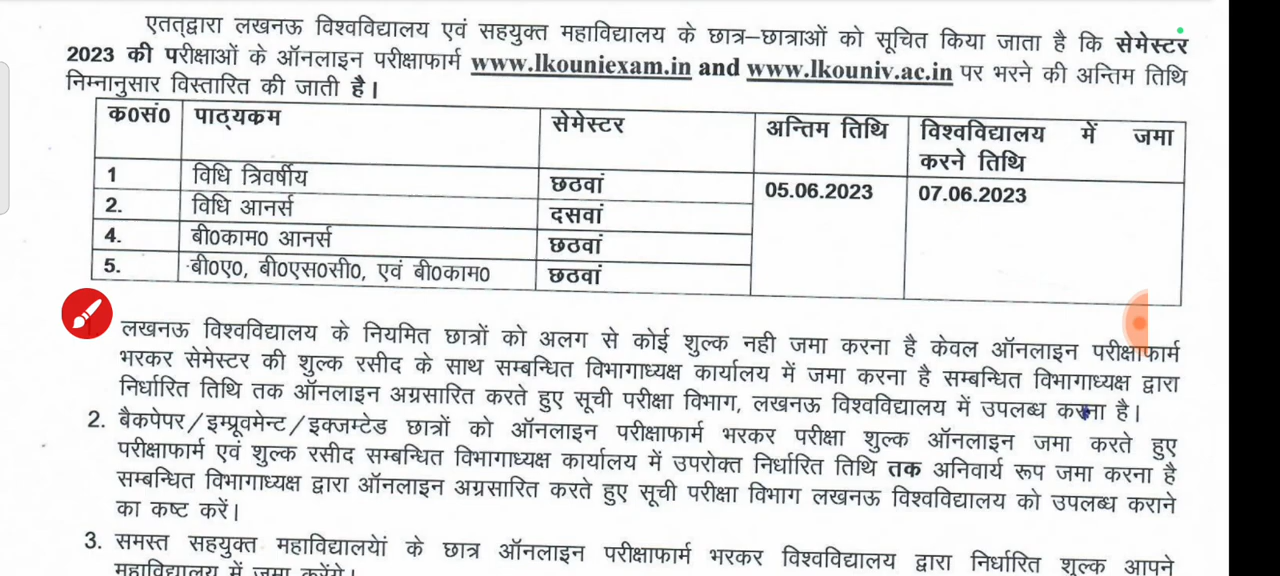 एतत्द्वारा लखनऊ विश्वविद्यालय एवं सहयुक्त महाविद्यालय के छात्र–छात्राओं को सूचित किया जाता है कि सेमेस्टर
2023 की परीक्षाओं के ऑनलाइन परीक्षाफार्म www.lkouniexam.in and www.lkouniv.ac.in पर भरने की अन्तिम तिथि
निम्नानुसार विस्तारित की जाती है।
क0सं0 पाठ्यकम सेमेस्टर अन्तिम तिथि विश्वविद्यालय में जमा
करने तिथि
1 विधि त्रिवर्षीय छठवां 05.06.2023 07.06.2023
2. विधि आनर्स दसवां
4. बी0काम0 आनर्स छठवां
5. बी0ए0, बी0एस0सी0, एवं बी0काम0 छठवां
लखनऊ विश्वविद्यालय के नियमित छात्रों को अलग से कोई शुल्क नही जमा करना है केवल ऑनलाइन परीक्षाफार्म
भरकर सेमेस्टर की शुल्क रसीद के साथ सम्बन्धित विभागाध्यक्ष कार्यालय में जमा करना है सम्बन्धित विभागाध्यक्ष द्वारा
निर्धारित तिथि तक ऑनलाइन अग्रसारित करते हुए सूची परीक्षा विभाग, लखनऊ विश्वविद्यालय में उपलब्ध करना है।
2. बैकपेपर/इम्प्रूवमेन्ट/इक्जम्टेड छात्रों को ऑनलाइन परीक्षाफार्म भरकर परीक्षा शुल्क ऑनलाइन जमा करते हुए
परीक्षाफार्म एवं शुल्क रसीद सम्बन्धित विभागाध्यक्ष कार्यालय में उपरोक्त निर्धारित तिथि तक अनिवार्य रूप जमा करना है
सम्बन्धित विभागाध्यक्ष द्वारा ऑनलाइन अग्रसारित करते हुए सूची परीक्षा विभाग लखनऊ विश्वविद्यालय को उपलब्ध कराने
का कष्ट करें।
3. समस्त सहयुक्त महाविद्यालयेां के छात्र ऑनलाइन परीक्षाफार्म भरकर विश्वविद्यालय द्वारा निर्धारित शुल्क आपने
महाविद्यालय में जमा करेंगे।